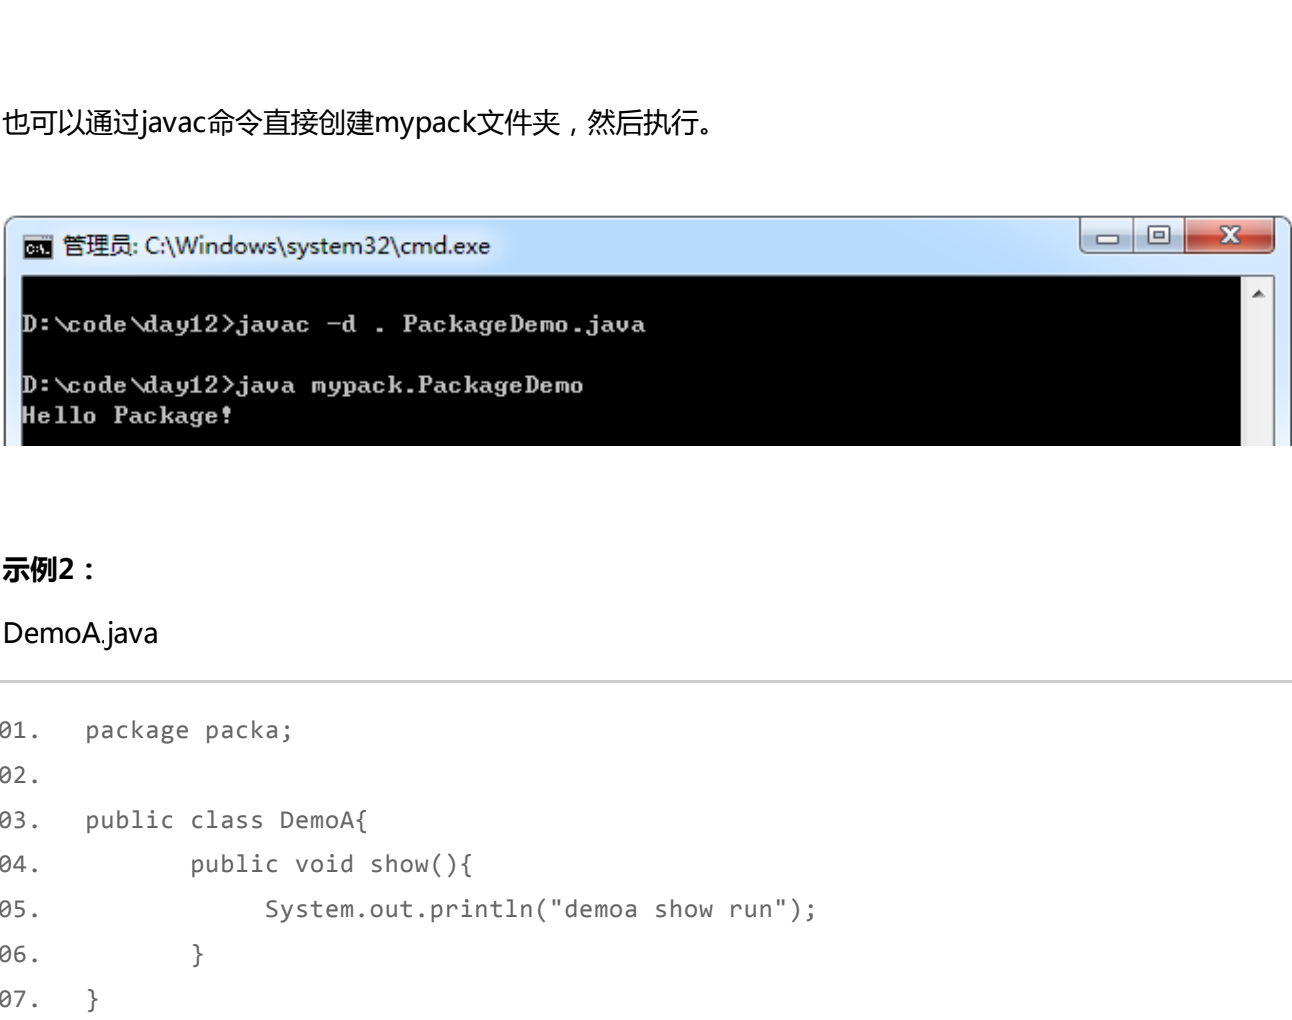 也可以通过javac命令直接创建mypack文件夹，然后执行。
管理员: C:\Windows\system32\cmd.exe
D:\code\day12>javac -d . PackageDemo.java
D:\code\day12>java mypack.PackageDemo
Hello Package!
示例2：
DemoA.java
01. package packa;
02.
03. public class DemoA{
04. public void show(){
05. System.out.println("demoa show run");
06. }
07. }